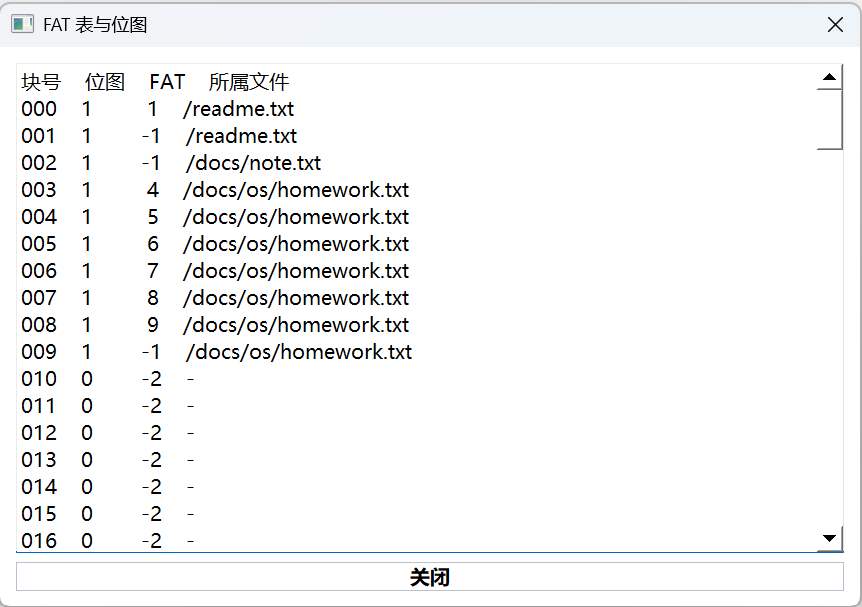 FAT 表与位图
块号 位图 FAT 所属文件
000 1 1 /readme.txt
001 1 -1 /readme.txt
002 1 -1 /docs/note.txt
003 1 4 /docs/os/homework.txt
004 1 5 /docs/os/homework.txt
005 1 6 /docs/os/homework.txt
006 1 7 /docs/os/homework.txt
007 1 8 /docs/os/homework.txt
008 1 9 /docs/os/homework.txt
009 1 -1 /docs/os/homework.txt
010 0 -2 -
011 0 -2 -
012 0 -2 -
013 0 -2 -
014 0 -2 -
015 0 -2 -
016 0 -2 -
关闭